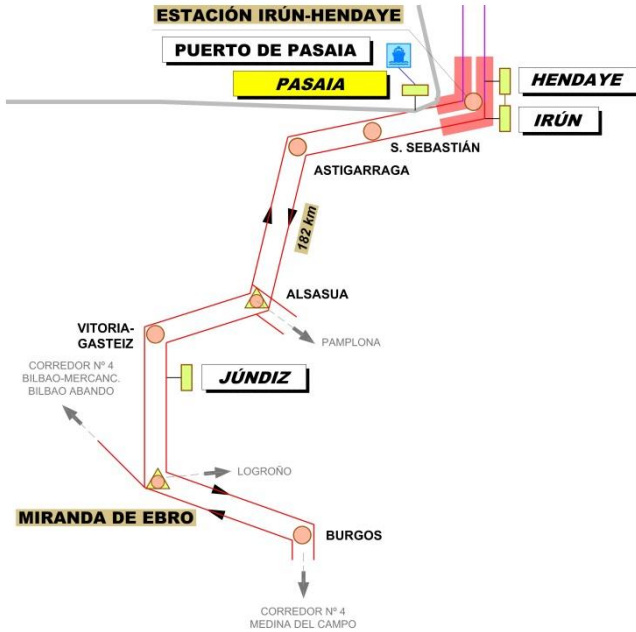 ESTACIÓN IRÚN-HENDAYE
PUERTO DE PASAIA
PASAIA
HENDAYE
IRÚN
S. SEBASTIÁN
ASTIGARRAGA
182 km
ALSASUA
PAMPLONA
VITORIA-
GASTEIZ
CORREDOR Nº 4
BILBAO-MERCANC.
BILBAO ABANDO
JÚNDIZ
LOGROÑO
MIRANDA DE EBRO
BURGOS
CORREDOR Nº 4
MEDINA DEL CAMPO